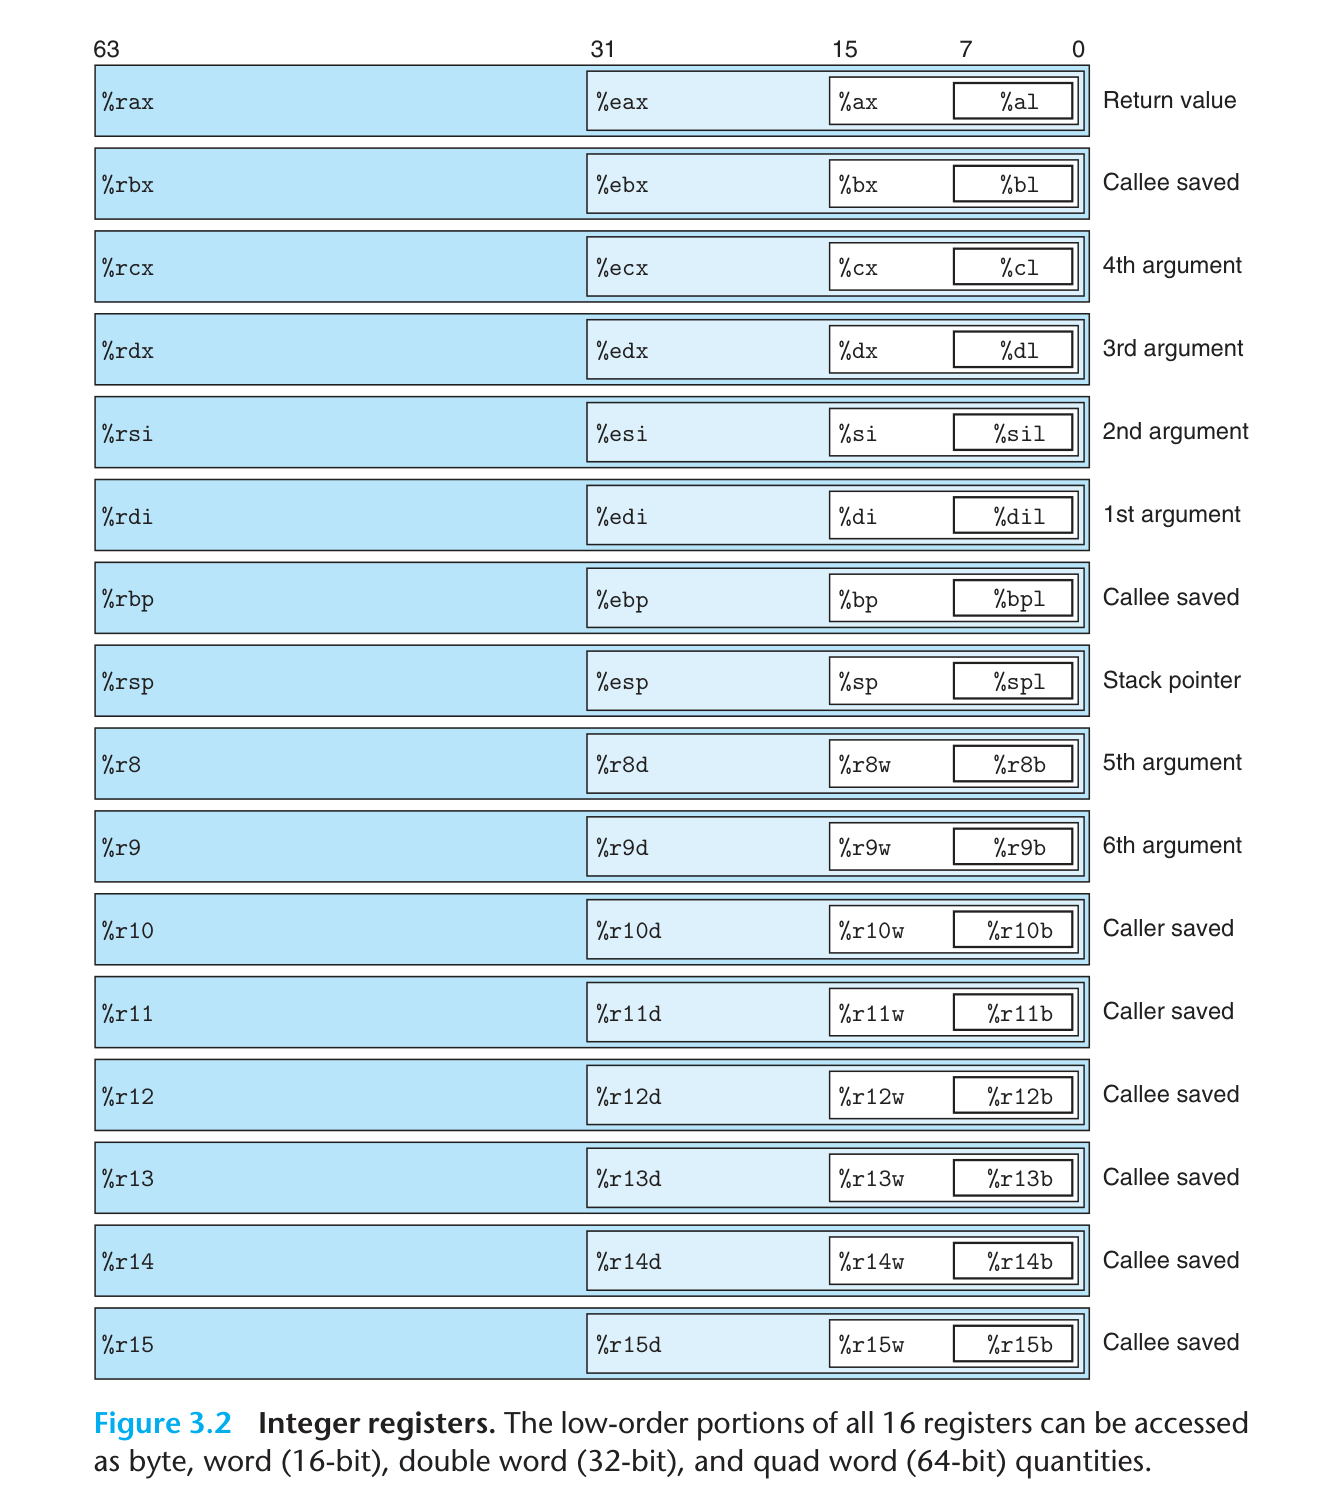 63 31 15 7 0
%rax %eax %ax %al Return value
%rbx %ebx %bx %bl Callee saved
%rcx %ecx %cx %cl 4th argument
%rdx %edx %dx %dl 3rd argument
%rsi %esi %si %sil 2nd argument
%rdi %edi %di %dil 1st argument
%rbp %ebp %bp %bpl Callee saved
%rsp %esp %sp %spl Stack pointer
%r8 %r8d %r8w %r8b 5th argument
%r9 %r9d %r9w %r9b 6th argument
%r10 %r10d %r10w %r10b Caller saved
%r11 %r11d %r11w %r11b Caller saved
%r12 %r12d %r12w %r12b Callee saved
%r13 %r13d %r13w %r13b Callee saved
%r14 %r14d %r14w %r14b Callee saved
%r15 %r15d %r15w %r15b Callee saved
Figure 3.2 Integer registers. The low-order portions of all 16 registers can be accessed
as byte, word (16-bit), double word (32-bit), and quad word (64-bit) quantities.